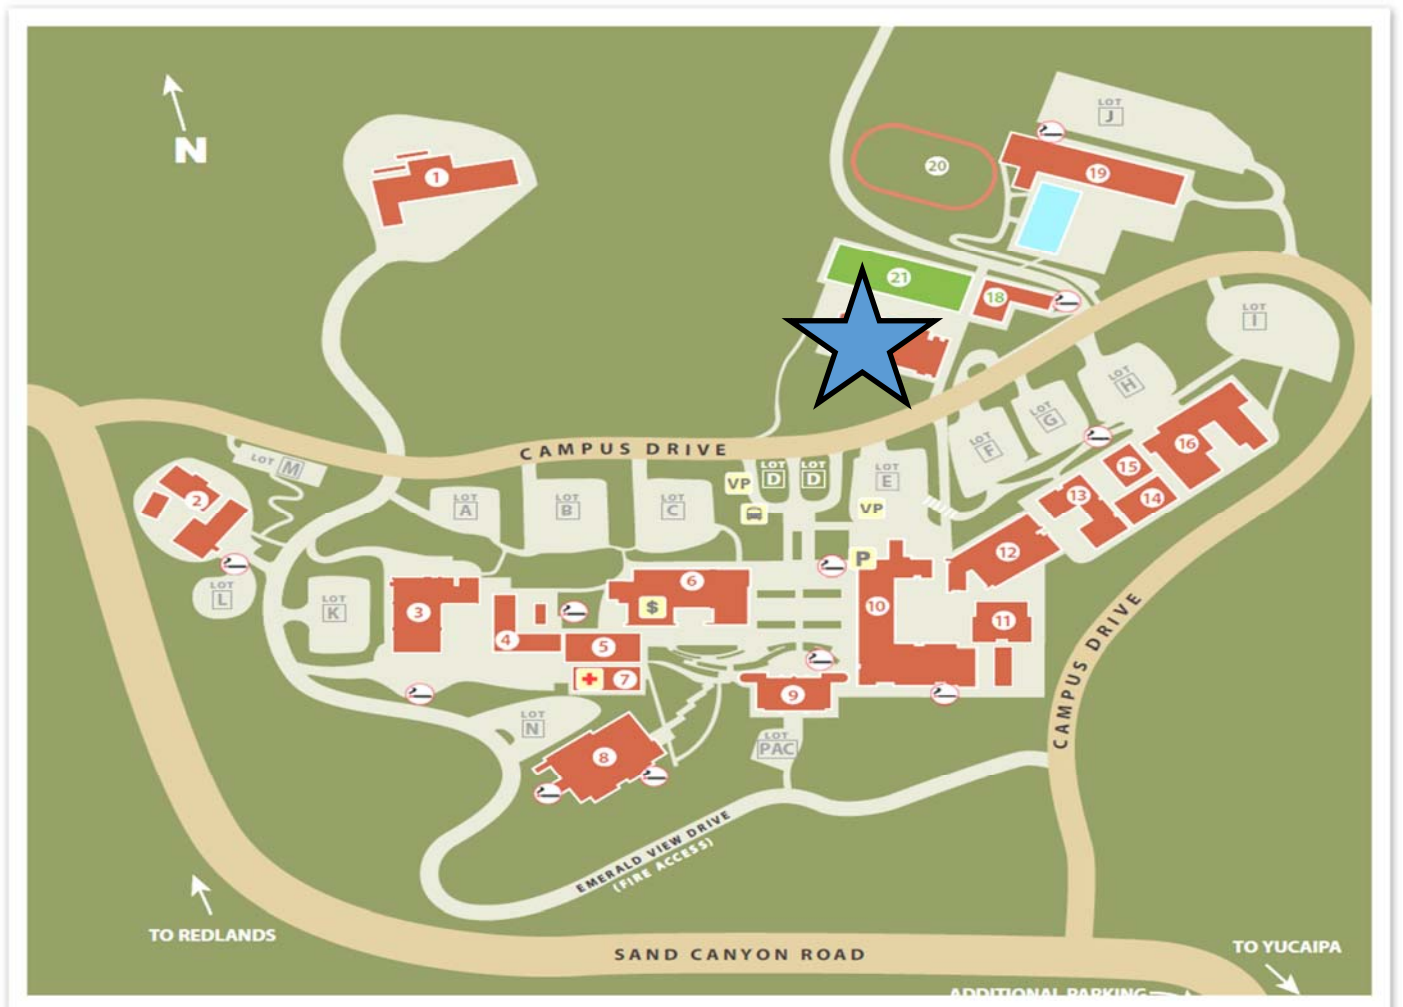 N
1
LOT
J
20
19
21
18
LOT
I
LOT
H
LOT
G
LOT
F
16
15
14
13
12
CAMPUS DRIVE
LOT M
2
LOT
L
LOT
A
LOT
B
LOT
C
VP
LOT
D
LOT
D
LOT
E
VP
P
LOT
K
3
4
5
6
$
7
8
9
10
11
LOT
N
LOT
PAC
CAMPUS DRIVE
EMERALD VIEW DRIVE
(FIRE ACCESS)
TO REDLANDS
SAND CANYON ROAD
TO YUCAIPA
ADDITIONAL PARKING